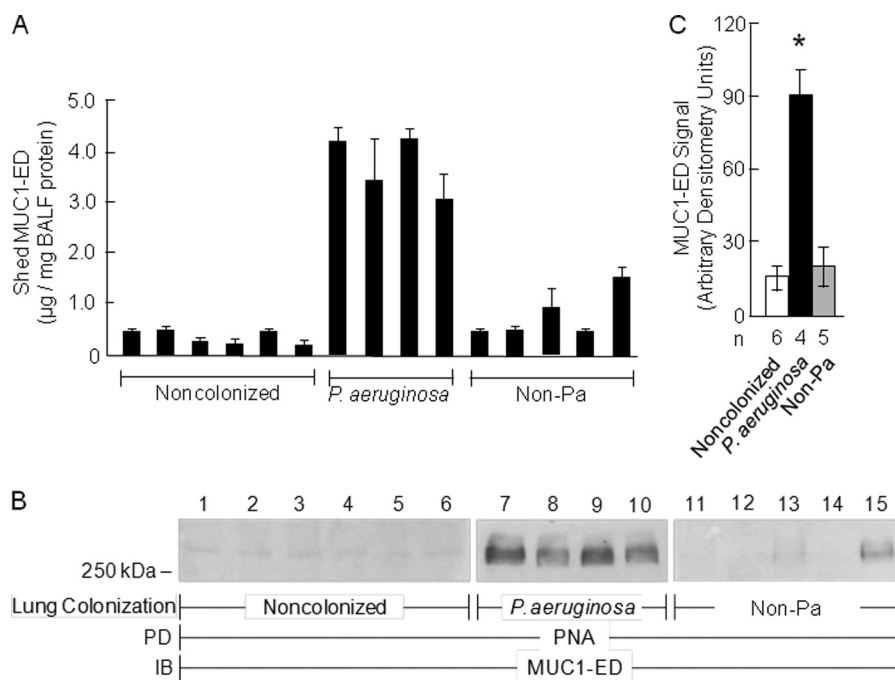 A
Shed MUC1-ED
(µg / mg BALF protein)
5.0
4.0
3.0
2.0
1.0
0
Noncolonized
P. aeruginosa
Non-Pa
C
MUC1-ED Signal
(Arbitrary Densitometry Units)
120
90
60
30
0
*
n 6 4 5
Noncolonized
P. aeruginosa
Non-Pa
B
1 2 3 4 5 6 7 8 9 10 11 12 13 14 15
250 kDa –
Lung Colonization Noncolonized P. aeruginosa Non-Pa
PD PNA
IB MUC1-ED